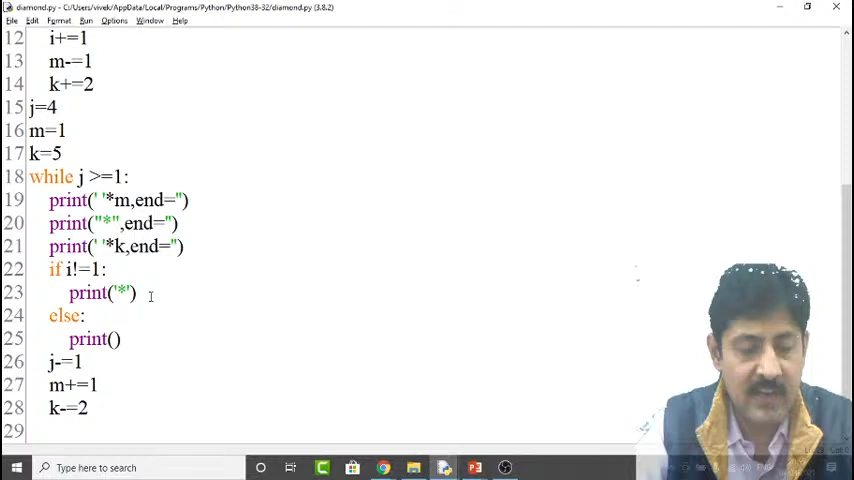 diamond.py - C:/Users/vivek/AppData/Local/Programs/Python/Python38-32/diamond.py (3.8.2)
File Edit Format Run Options Window Help
12 i+=1
13 m-=1
14 k+=2
15 j=4
16 m=1
17 k=5
18 while j >=1:
19 print(' '*m,end='')
20 print("*",end='')
21 print(' '*k,end='')
22 if i!=1:
23 print('*')
24 else:
25 print()
26 j-=1
27 m+=1
28 k-=2
29
Type here to search